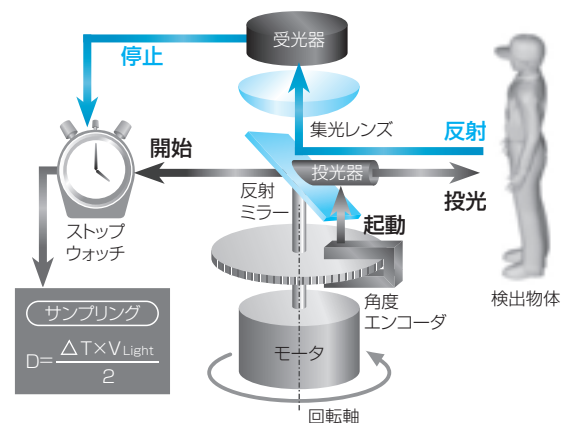 受光器
停止
集光レンズ
反射
開始
投光器
投光
反射
ミラー
起動
ストップ
ウォッチ
検出物体
角度
エンコーダ
サンプリング
D=△T×VLight
2
モータ
回転軸